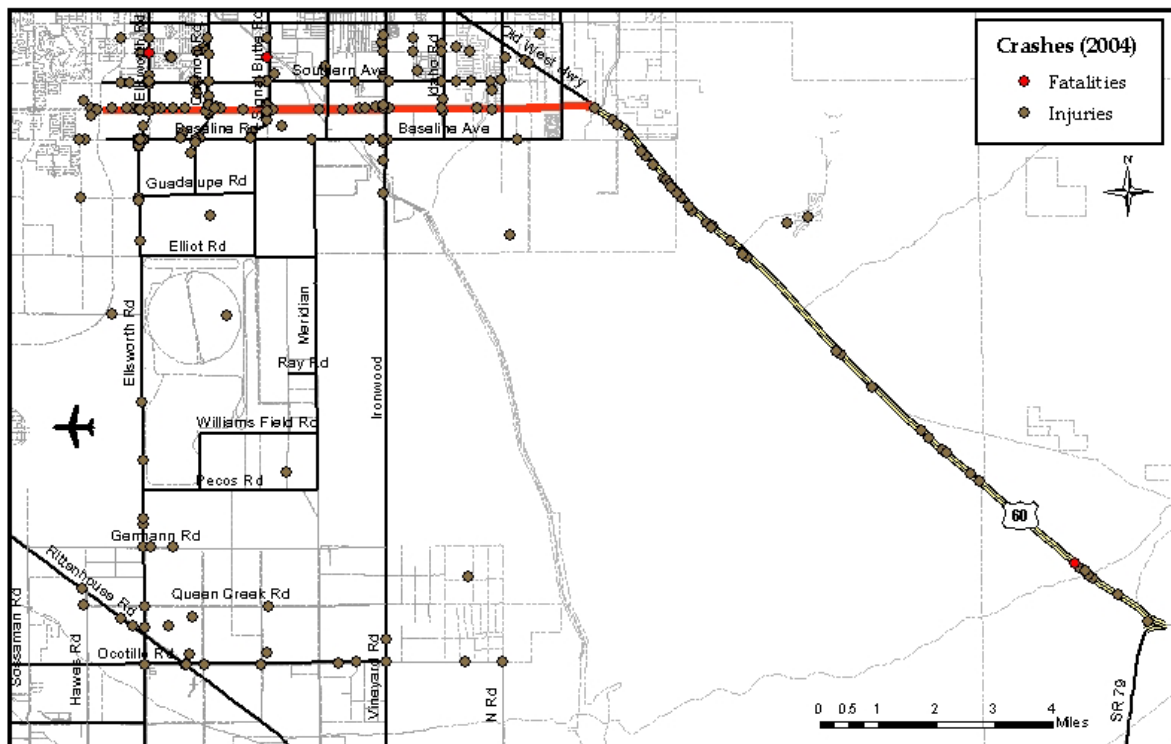 Crashes (2004)
Fatalities
Injuries
N
Ellsworth Rd
Signal Butte Rd
Idaho Rd
Old West Hwy
Southern Ave
Baseline Rd
Baseline Ave
Guadalupe Rd
Elliot Rd
Ellsworth Rd
Meridian
Ironwood
Ray Rd
Williams Field Rd
Pecos Rd
60
Germann Rd
Rittenhouse Rd
Queen Creek Rd
Sossaman Rd
Hawes Rd
Ocotillo Rd
Vineyard Rd
N Rd
SR 79
0 0.5 1 2 3 4
Miles